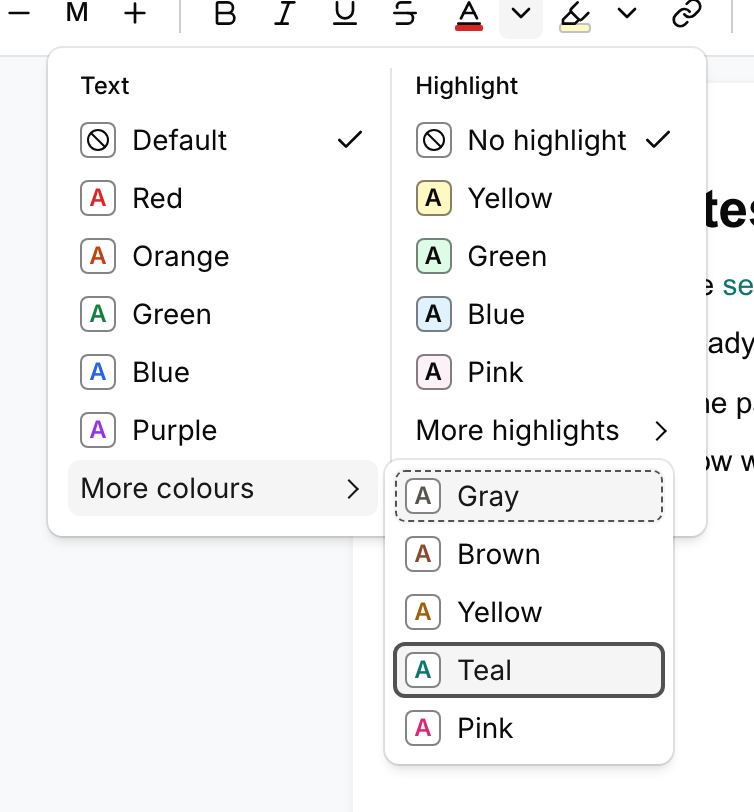 M B I U S A
Text
Default
A Red
A Orange
A Green
A Blue
A Purple
More colours
Highlight
No highlight
A Yellow
A Green
A Blue
A Pink
More highlights
A Gray
A Brown
A Yellow
A Teal
A Pink